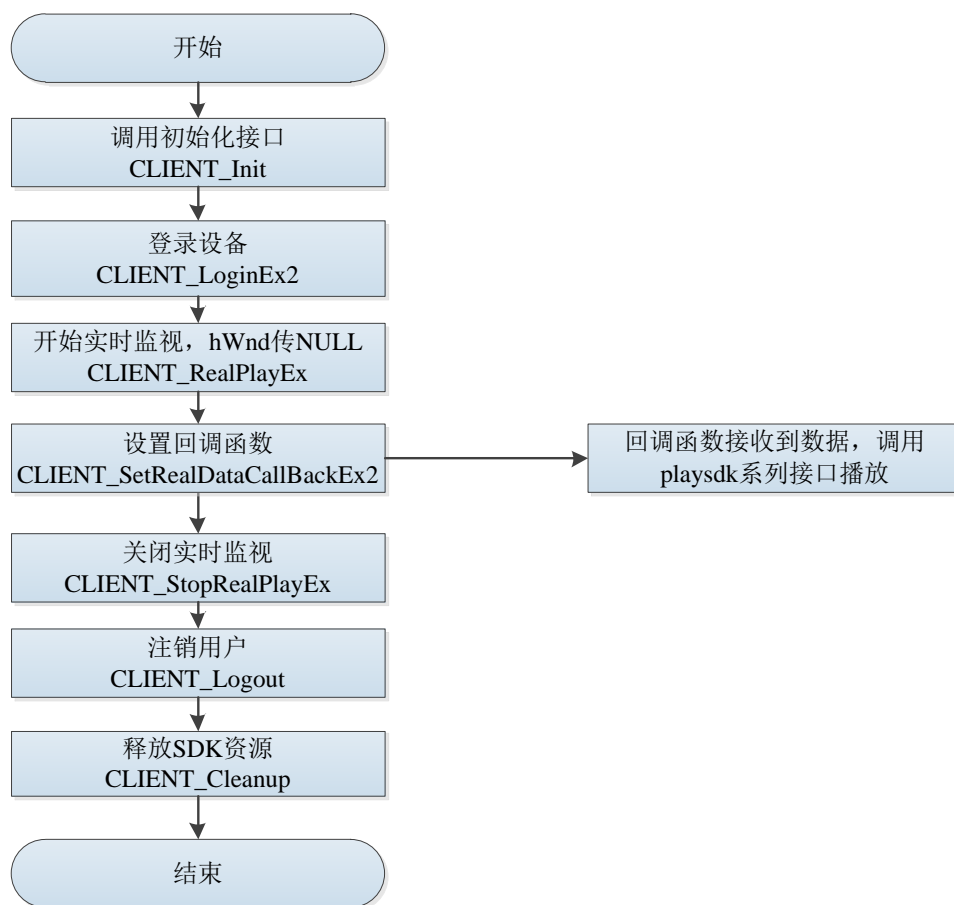 开始
调用初始化接口
CLIENT_Init
登录设备
CLIENT_LoginEx2
开始实时监视，hWnd传NULL
CLIENT_RealPlayEx
设置回调函数
CLIENT_SetRealDataCallBackEx2
回调函数接收到数据，调用
playsdk系列接口播放
关闭实时监视
CLIENT_StopRealPlayEx
注销用户
CLIENT_Logout
释放SDK资源
CLIENT_Cleanup
结束